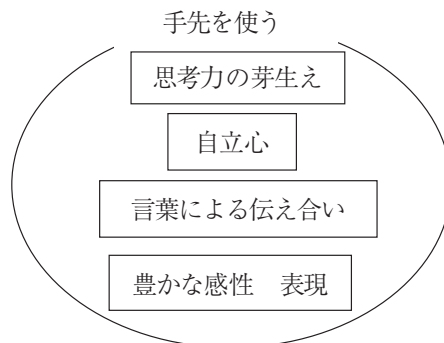 手先を使う
思考力の芽生え
自立心
言葉による伝え合い
豊かな感性　表現